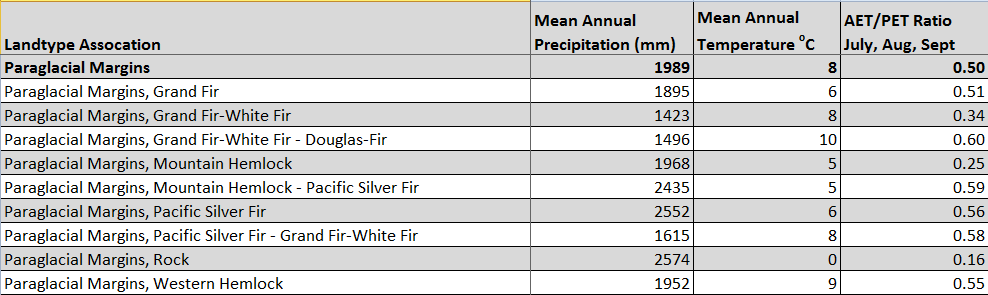 Landtype Assocation Mean Annual Precipitation (mm) Mean Annual Temperature °C AET/PET Ratio July, Aug, Sept
Paraglacial Margins 1989 8 0.50
Paraglacial Margins, Grand Fir 1895 6 0.51
Paraglacial Margins, Grand Fir-White Fir 1423 8 0.34
Paraglacial Margins, Grand Fir-White Fir - Douglas-Fir 1496 10 0.60
Paraglacial Margins, Mountain Hemlock 1968 5 0.25
Paraglacial Margins, Mountain Hemlock - Pacific Silver Fir 2435 5 0.59
Paraglacial Margins, Pacific Silver Fir 2552 6 0.56
Paraglacial Margins, Pacific Silver Fir - Grand Fir-White Fir 1615 8 0.58
Paraglacial Margins, Rock 2574 0 0.16
Paraglacial Margins, Western Hemlock 1952 9 0.55